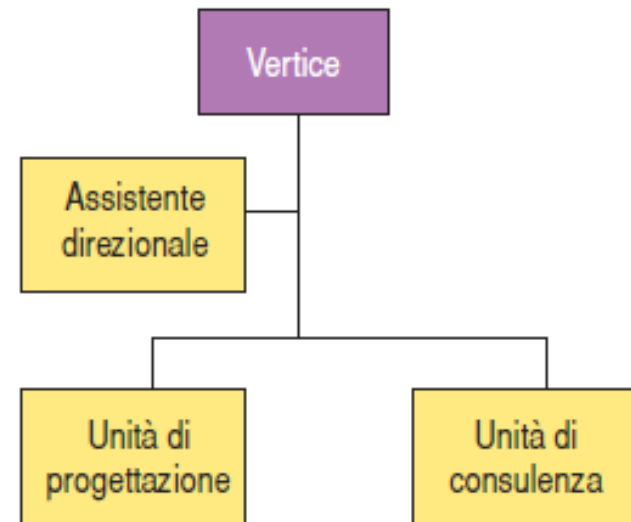 Vertice
Assistente
direzionale
Unità di
progettazione
Unità di
consulenza